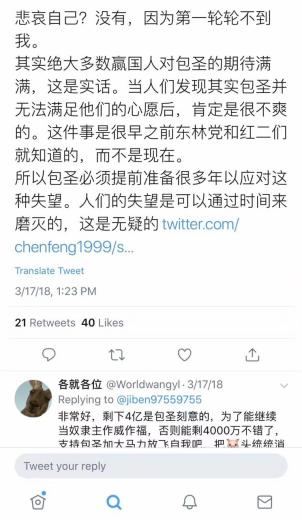 悲哀自己？没有，因为第一轮轮不到
我。
其实绝大多数赢国人对包圣的期待满
满，这是实话。当人们发现其实包圣并
无法满足他们的心愿后，肯定是很不爽
的。这件事是很早之前东林党和红二们
就知道的，而不是现在。
所以包圣必须提前准备很多年以应对这
种失望。人们的失望是可以通过时间来
磨灭的，这是无疑的 twitter.com/
chenfeng1999/s...
Translate Tweet
3/17/18, 1:23 PM
21 Retweets 40 Likes
各就各位 @Worldwangyl · 3/17/18
Replying to @jiben97559755
非常好，剩下4亿是包圣刻意的，为了能继续
当奴隶主作威作福，否则能剩4000万不错了，
支持包圣加大马力放飞自我吧，把🐷头统统消
Tweet your reply